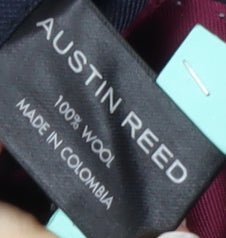 AUSTIN REED
100% WOOL
MADE IN COLOMBIA